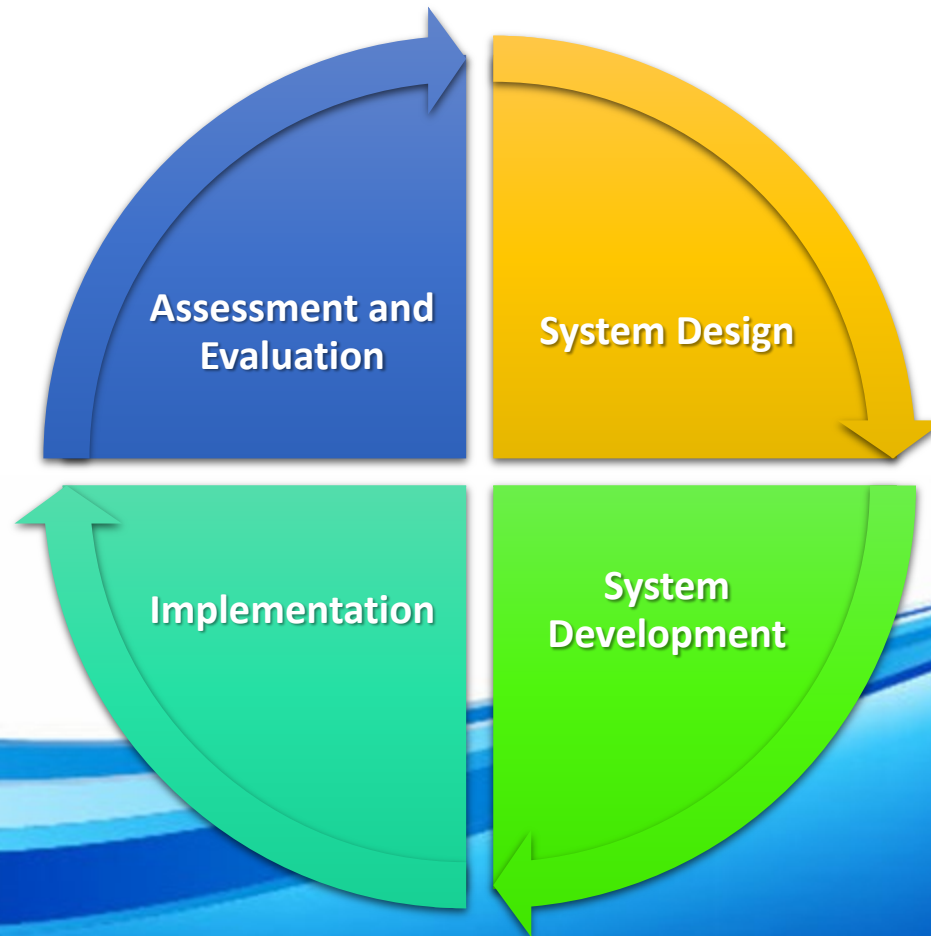 Assessment and
Evaluation
System Design
Implementation
System
Development